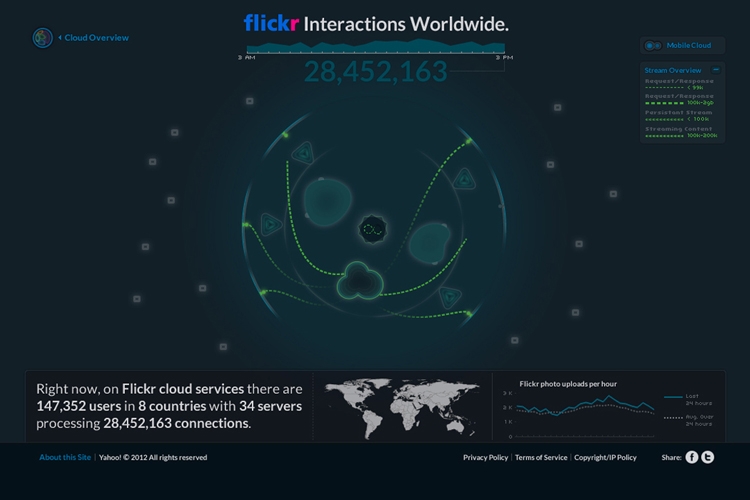 flickr Interactions Worldwide.
Cloud Overview
Mobile Cloud
3 AM
3 PM
28,452,163
Stream Overview
Request/Response
< 99k
Request/Response
100k-2gb
Persistant Stream
< 100k
Streaming Content
100k-200k
Right now, on Flickr cloud services there are
147,352 users in 8 countries with 34 servers
processing 28,452,163 connections.
Flickr photo uploads per hour
3 K
2 K
1 K
0
Last
24 hours
Avg. Over
24 hours
About this Site | Yahoo! © 2012 All rights reserved
Privacy Policy | Terms of Service | Copyright/IP Policy
Share: f t